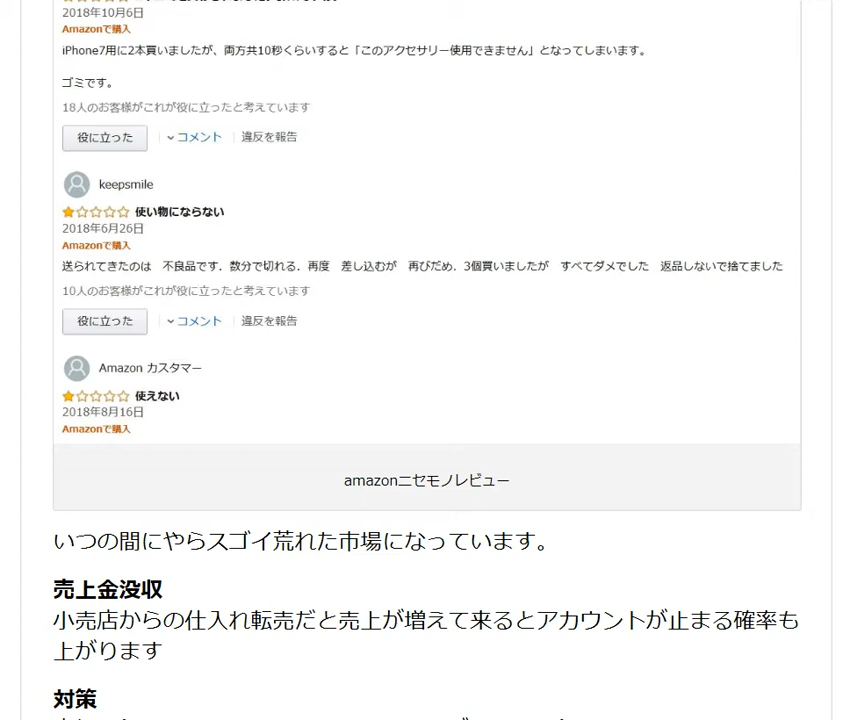 2018年10月6日
Amazonで購入
iPhone7用に2本買いましたが、両方共10秒くらいすると「このアクセサリー使用できません」となってしまいます。
ゴミです。
18人のお客様がこれが役に立ったと考えています
役に立った コメント 違反を報告
keepsmile
使い物にならない
2018年6月26日
Amazonで購入
送られてきたのは　不良品です．数分で切れる．再度　差し込むが　再びだめ．3個買いましたが　すべてダメでした　返品しないで捨てました
10人のお客様がこれが役に立ったと考えています
役に立った コメント 違反を報告
Amazon カスタマー
使えない
2018年8月16日
Amazonで購入
amazonニセモノレビュー
いつの間にやらスゴイ荒れた市場になっています。
売上金没収
小売店からの仕入れ転売だと売上が増えて来るとアカウントが止まる確率も
上がります
対策